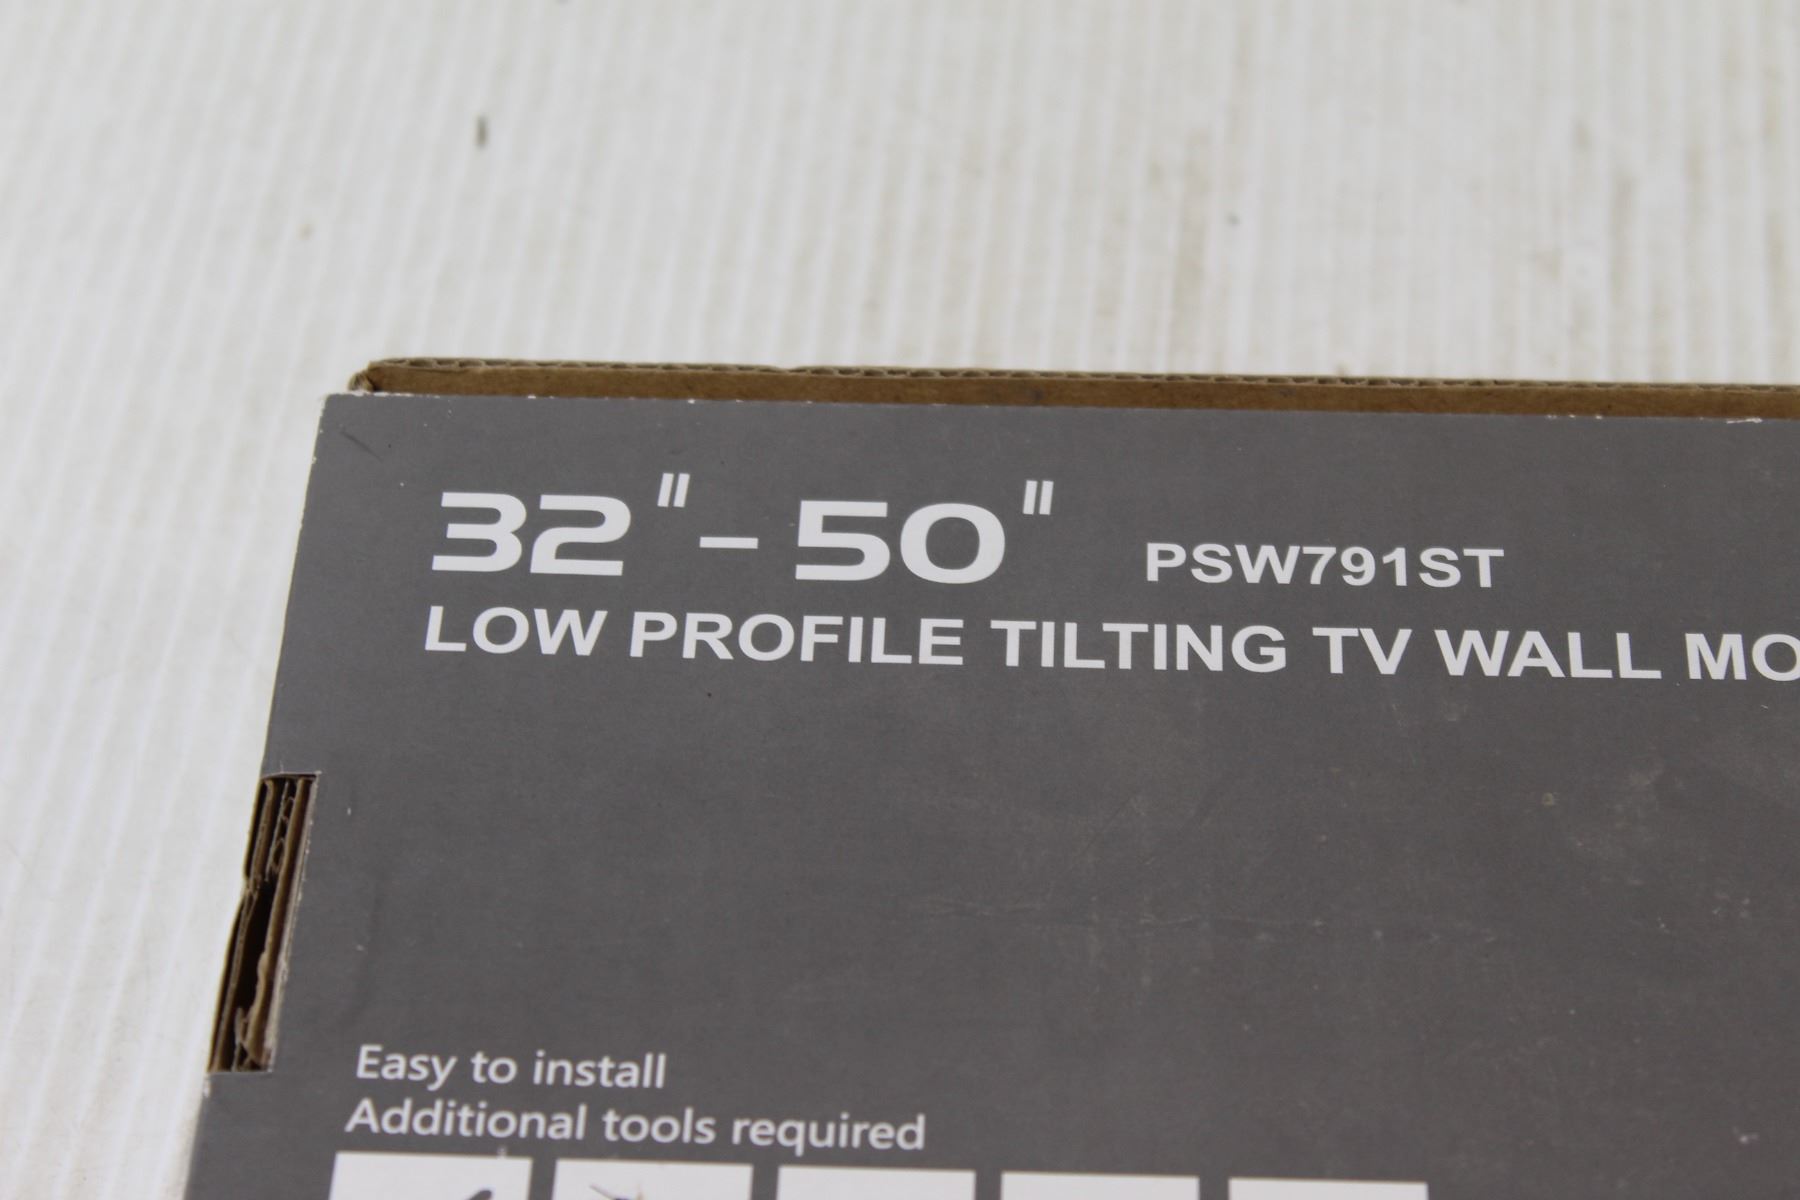 32" - 50" PSW791ST
LOW PROFILE TILTING TV WALL MO
Easy to install
Additional tools required